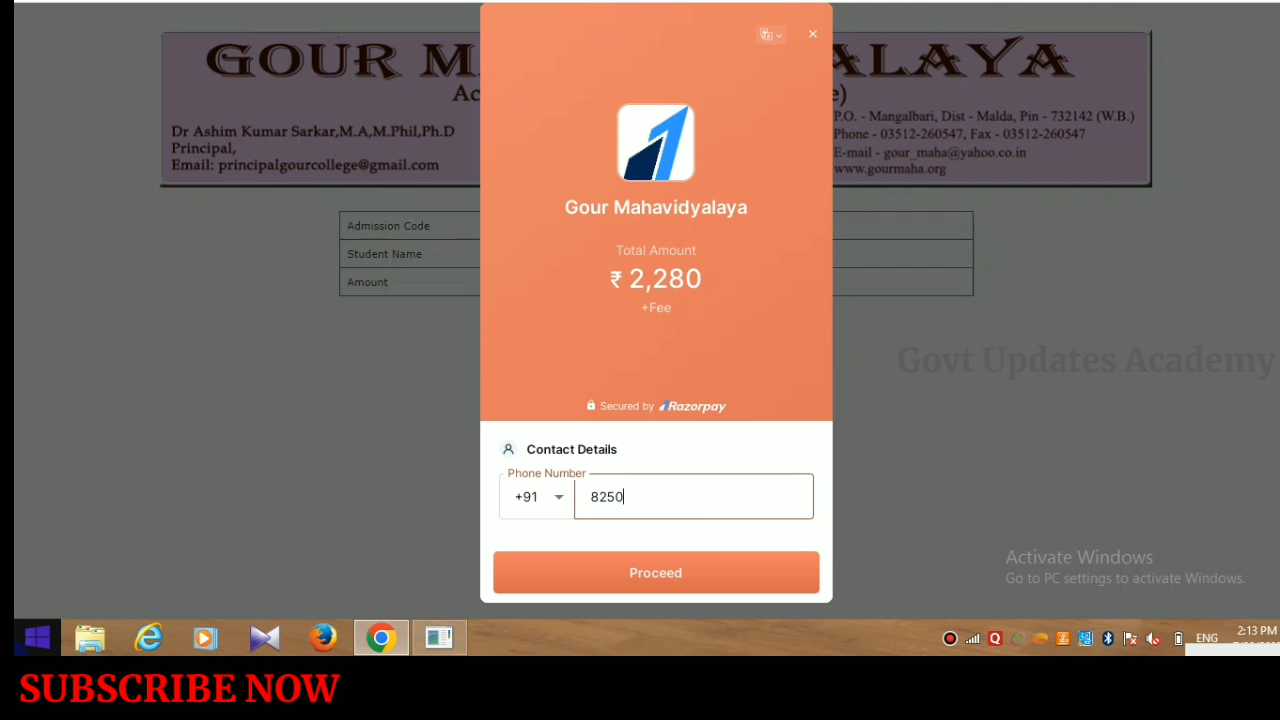 GOUR M
ALAYA
Ac
e)
Dr Ashim Kumar Sarkar,M.A,M.Phil,Ph.D
Principal,
Email: principalgourcollege@gmail.com
P.O. - Mangalbari, Dist - Malda, Pin - 732142 (W.B.)
Phone - 03512-260547, Fax - 03512-260547
E-mail - gour_maha@yahoo.co.in
www.gourmaha.org
Admission Code
Student Name
Amount
Gour Mahavidyalaya
Total Amount
₹ 2,280
+Fee
Secured by Razorpay
Contact Details
Phone Number
+91 8250
Proceed
Govt Updates Academy
Activate Windows
Go to PC settings to activate Windows.
ENG
2:13 PM
SUBSCRIBE NOW